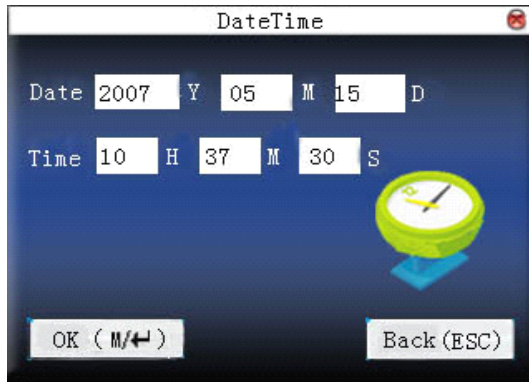 DateTime
Date 2007 Y 05 M 15 D
Time 10 H 37 M 30 S
OK (M/↵) Back(ESC)